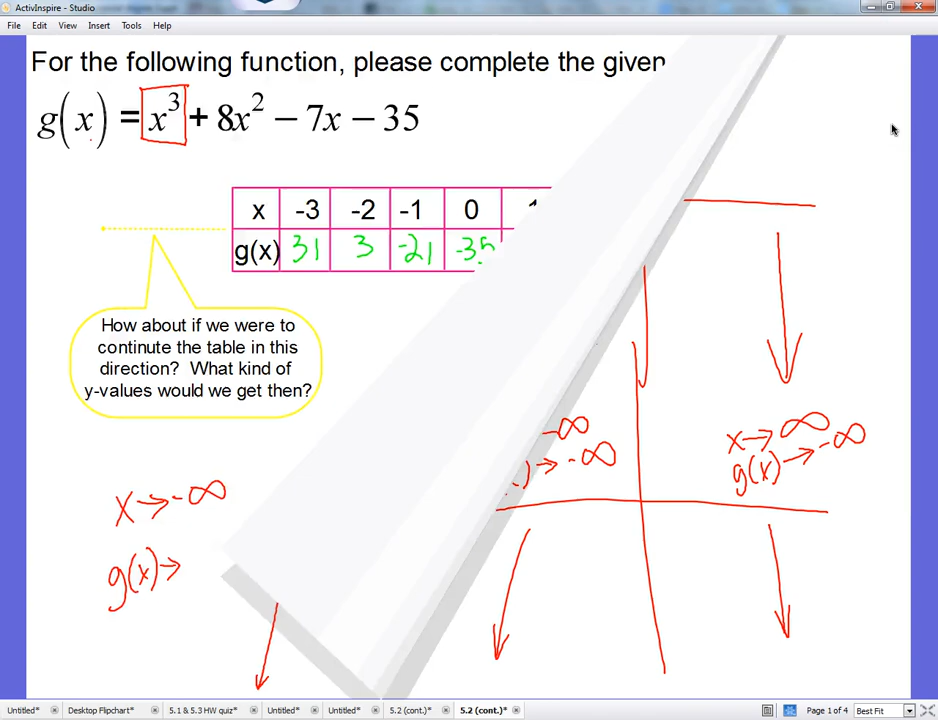 ActivInspire - Studio
File Edit View Insert Tools Help
For the following function, please complete the given
g(x) = x³ + 8x² − 7x − 35
x -3 -2 -1 0
g(x) 31 3 -21 -35
How about if we were to
continute the table in this
direction? What kind of
y-values would we get then?
-∞
) → -∞
x → ∞
g(x) → -∞
x → -∞
g(x) →
Untitled* Desktop Flipchart* 5.1 & 5.3 HW quiz* Untitled* Untitled* 5.2 (cont.)* 5.2 (cont.)* Page 1 of 4 Best Fit